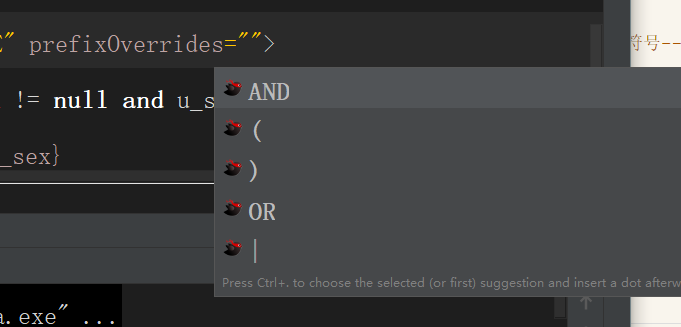 " prefixOverrides="">
符号--
!= null and u_s
AND
(
_sex}
)
OR
|
Press Ctrl+. to choose the selected (or first) suggestion and insert a dot afterw
a.exe" ...